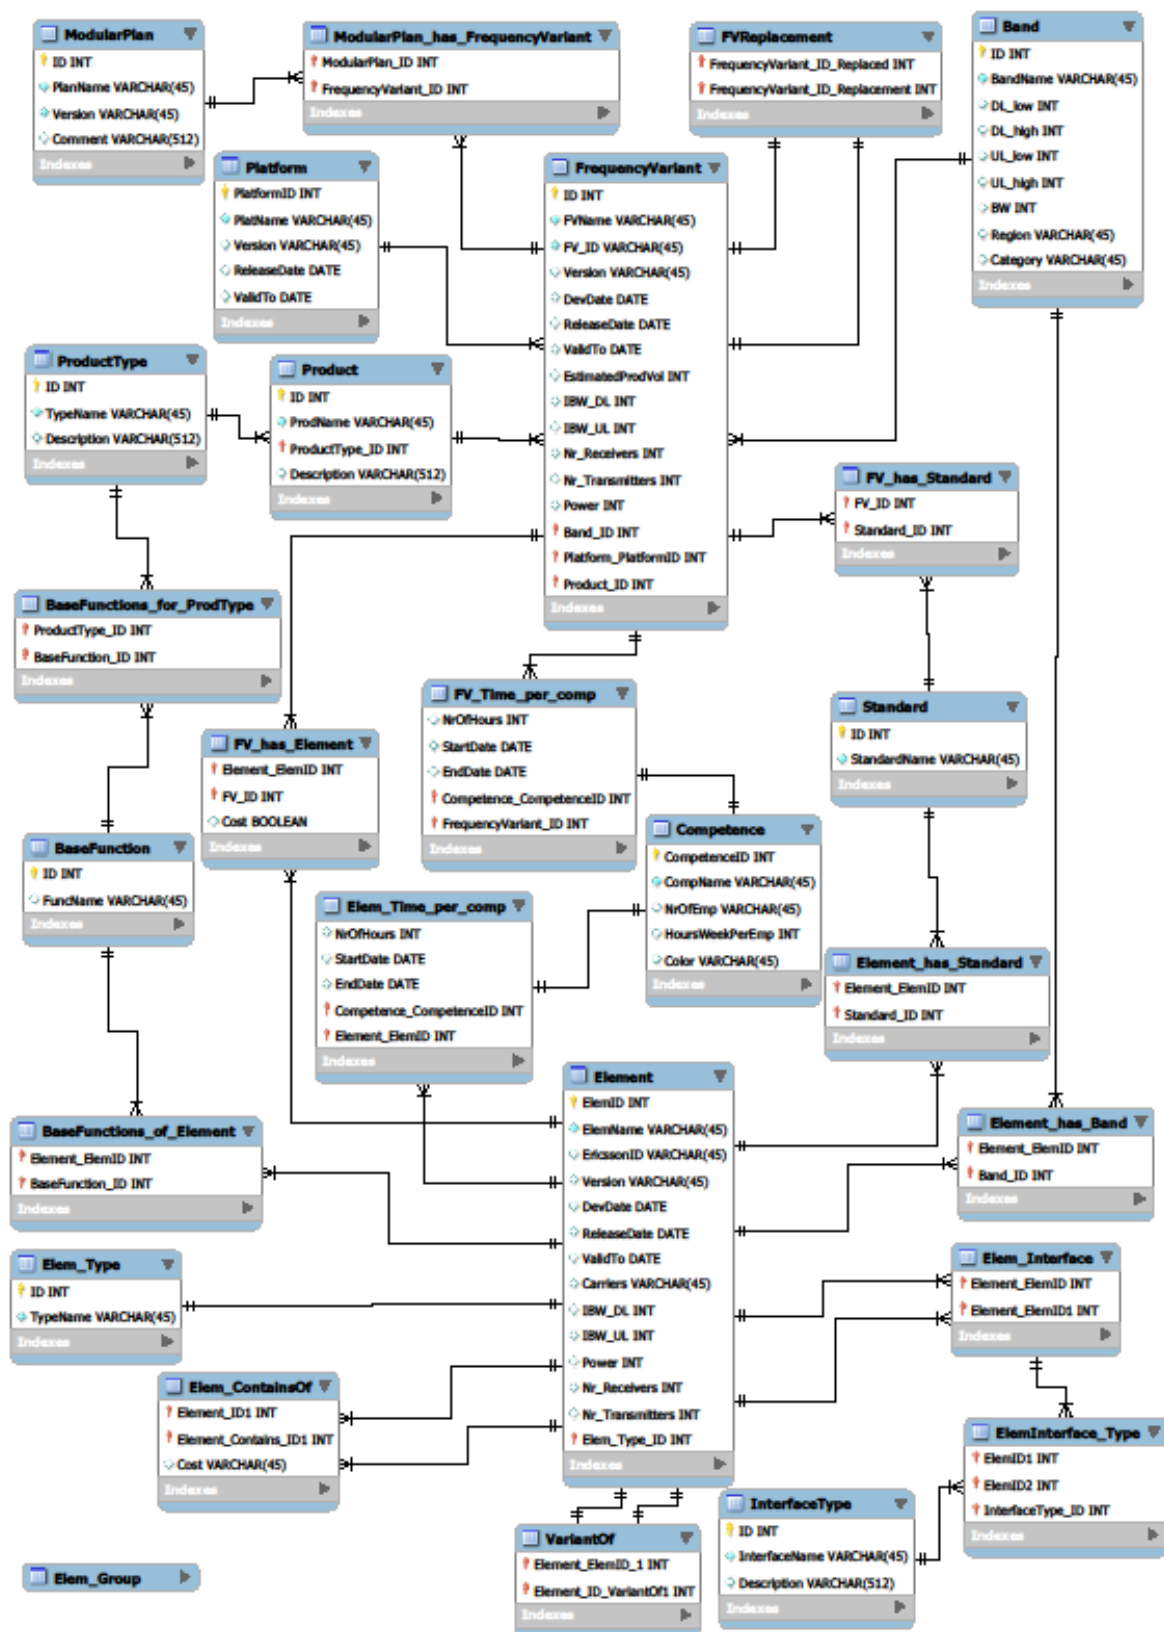 ModularPlan
ID INT
PlanName VARCHAR(45)
Version VARCHAR(45)
Comment VARCHAR(512)
Indexes
ModularPlan_has_FrequencyVariant
ModularPlan_ID INT
FrequencyVariant_ID INT
Indexes
FVReplacement
FrequencyVariant_ID_Replaced INT
FrequencyVariant_ID_Replacement INT
Indexes
Band
ID INT
BandName VARCHAR(45)
DL_low INT
DL_high INT
UL_low INT
UL_high INT
BW INT
Region VARCHAR(45)
Category VARCHAR(45)
Indexes
Platform
PlatformID INT
PlatName VARCHAR(45)
Version VARCHAR(45)
ReleaseDate DATE
ValidTo DATE
Indexes
FrequencyVariant
ID INT
FVName VARCHAR(45)
FV_ID VARCHAR(45)
Version VARCHAR(45)
DevDate DATE
ReleaseDate DATE
ValidTo DATE
EstimatedProdVol INT
IBW_DL INT
IBW_UL INT
Nr_Receivers INT
Nr_Transmitters INT
Power INT
Band_ID INT
Platform_PlatformID INT
Product_ID INT
Indexes
ProductType
ID INT
TypeName VARCHAR(45)
Description VARCHAR(512)
Indexes
Product
ID INT
ProdName VARCHAR(45)
ProductType_ID INT
Description VARCHAR(512)
Indexes
FV_has_Standard
FV_ID INT
Standard_ID INT
Indexes
BaseFunctions_for_ProdType
ProductType_ID INT
BaseFunction_ID INT
Indexes
FV_Time_per_comp
NrOfHours INT
StartDate DATE
EndDate DATE
Competence_CompetenceID INT
FrequencyVariant_ID INT
Indexes
Standard
ID INT
StandardName VARCHAR(45)
Indexes
FV_has_Element
Element_ElemID INT
FV_ID INT
Cost BOOLEAN
Indexes
BaseFunction
ID INT
FuncName VARCHAR(45)
Indexes
Competence
CompetenceID INT
CompName VARCHAR(45)
NrOfEmp VARCHAR(45)
HoursWeekPerEmp INT
Color VARCHAR(45)
Indexes
Elem_Time_per_comp
NrOfHours INT
StartDate DATE
EndDate DATE
Competence_CompetenceID INT
Element_ElemID INT
Indexes
Element_has_Standard
Element_ElemID INT
Standard_ID INT
Indexes
Element
ElemID INT
ElemName VARCHAR(45)
EricssonID VARCHAR(45)
Version VARCHAR(45)
DevDate DATE
ReleaseDate DATE
ValidTo DATE
Carriers VARCHAR(45)
IBW_DL INT
IBW_UL INT
Power INT
Nr_Receivers INT
Nr_Transmitters INT
Elem_Type_ID INT
Indexes
BaseFunctions_of_Element
Element_ElemID INT
BaseFunction_ID INT
Indexes
Element_has_Band
Element_ElemID INT
Band_ID INT
Indexes
Elem_Type
ID INT
TypeName VARCHAR(45)
Indexes
Elem_Interface
Element_ElemID INT
Element_ElemID1 INT
Indexes
Elem_ContainsOf
Element_ID1 INT
Element_Contains_ID1 INT
Cost VARCHAR(45)
Indexes
ElemInterface_Type
ElemID1 INT
ElemID2 INT
InterfaceType_ID INT
Indexes
InterfaceType
ID INT
InterfaceName VARCHAR(45)
Description VARCHAR(512)
Indexes
VariantOf
Element_ElemID_1 INT
Element_ID_VariantOf1 INT
Indexes
Elem_Group